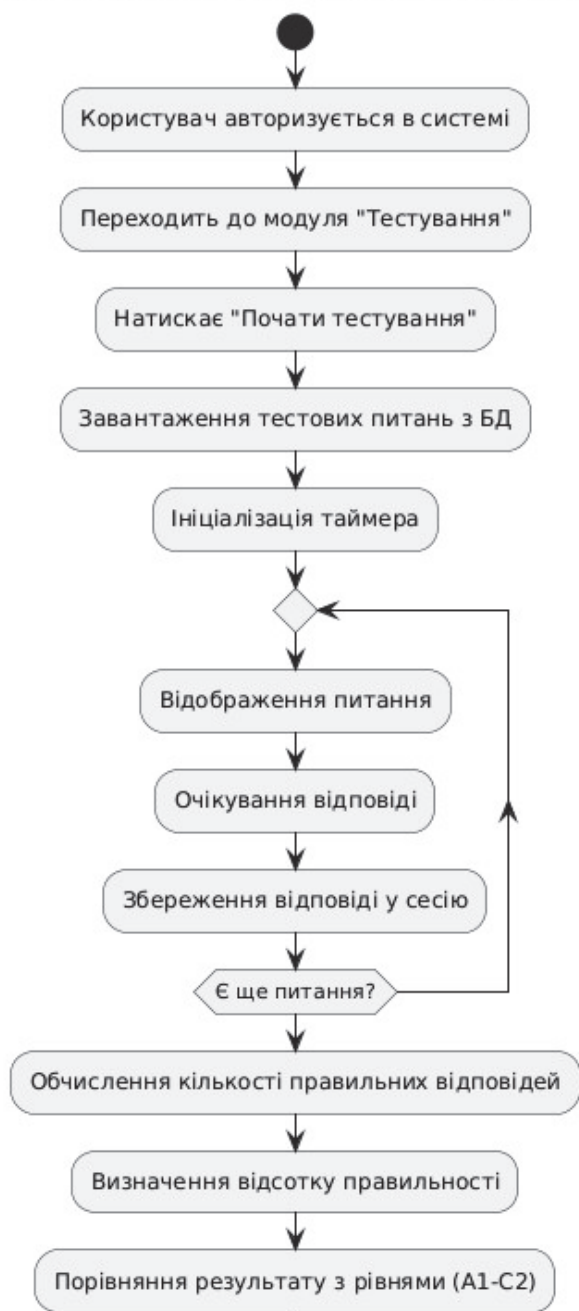 Користувач авторизується в системі
Переходить до модуля "Тестування"
Натискає "Почати тестування"
Завантаження тестових питань з БД
Ініціалізація таймера
Відображення питання
Очікування відповіді
Збереження відповіді у сесію
Є ще питання?
Обчислення кількості правильних відповідей
Визначення відсотку правильності
Порівняння результату з рівнями (A1-C2)